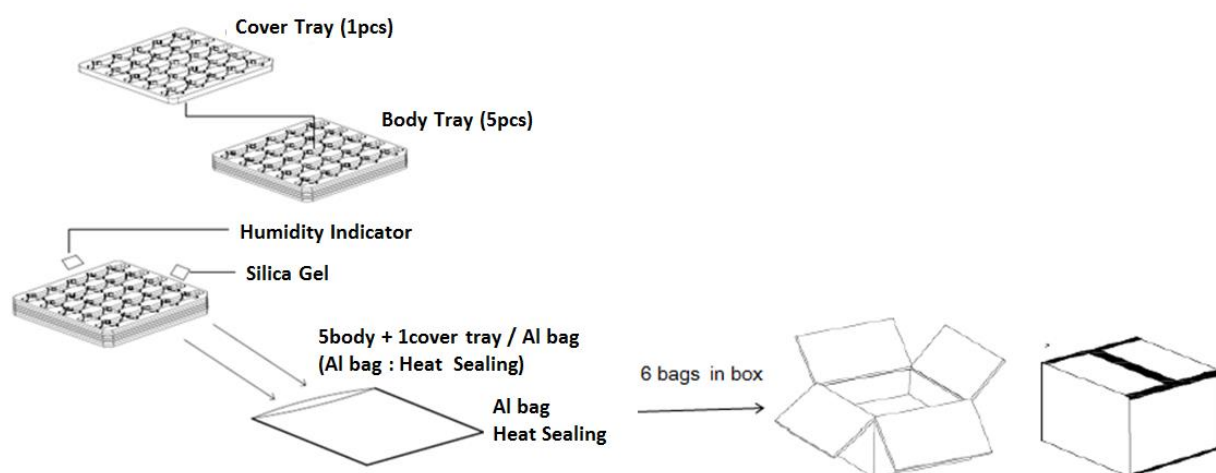 Cover Tray (1pcs)
Body Tray (5pcs)
Humidity Indicator
Silica Gel
5body + 1cover tray / Al bag
(Al bag : Heat Sealing)
Al bag
Heat Sealing
6 bags in box